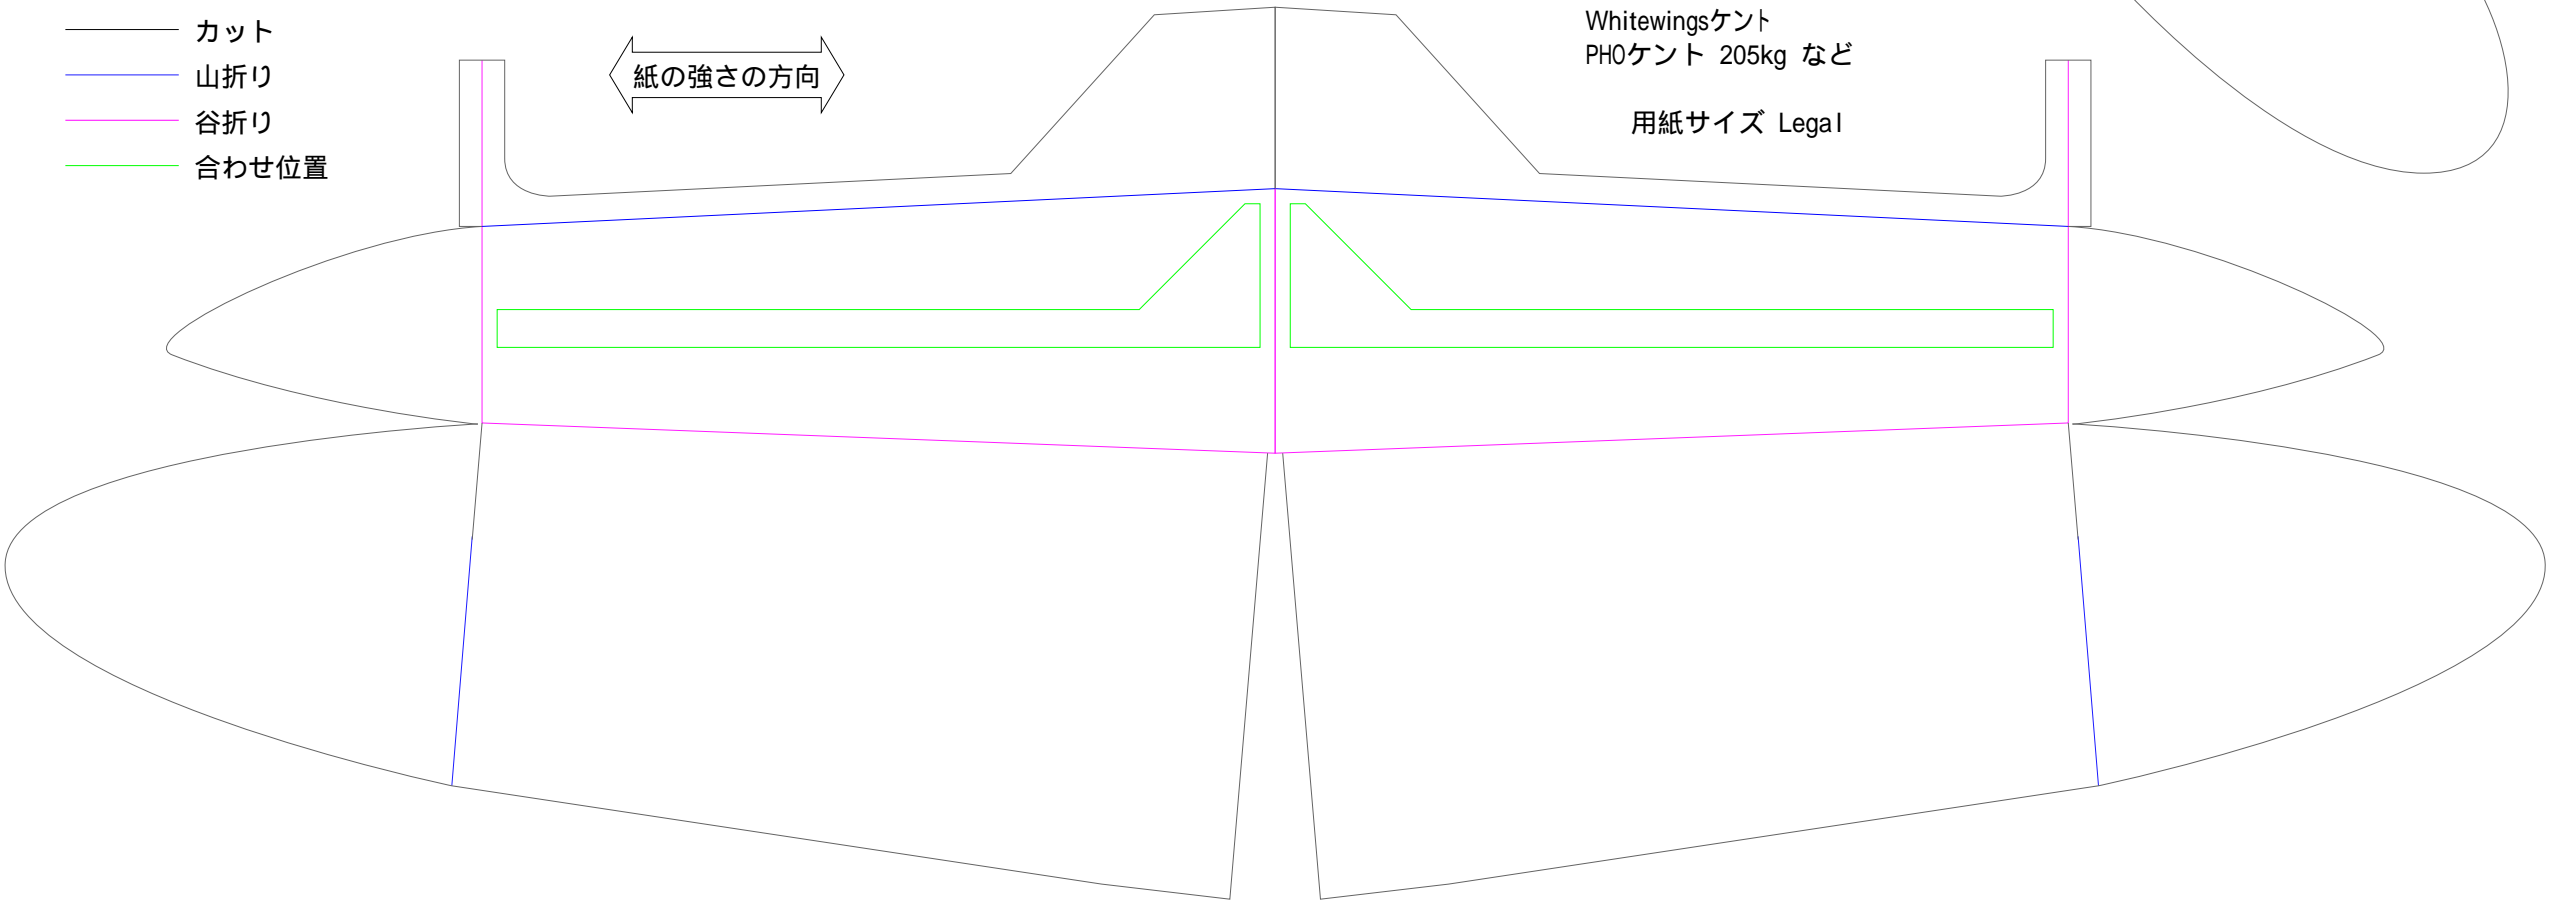 カット
山折り
谷折り
合わせ位置
紙の強さの方向
Whitewingsケント
PHOケント 205kg など
用紙サイズ Legal